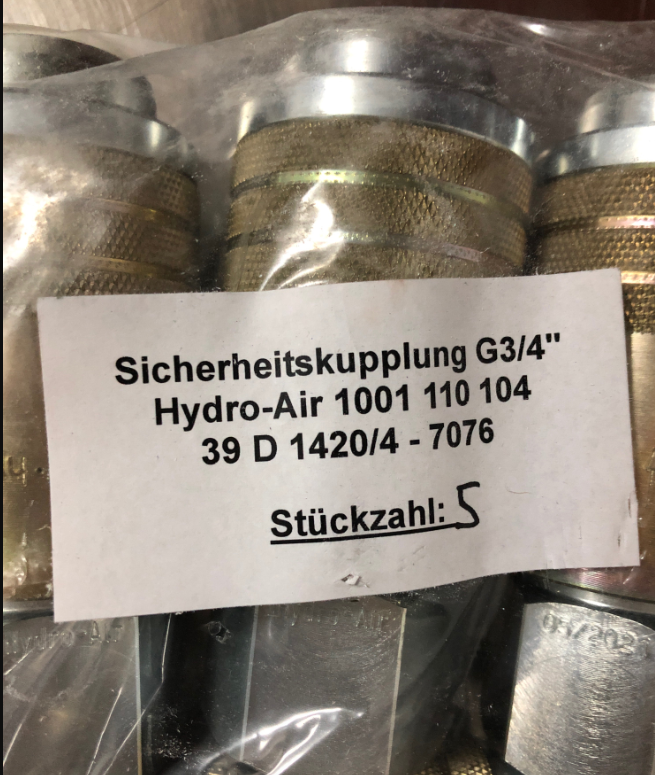 Sicherheitskupplung G3/4"
Hydro-Air 1001 110 104
39 D 1420/4 - 7076
Stückzahl: 5